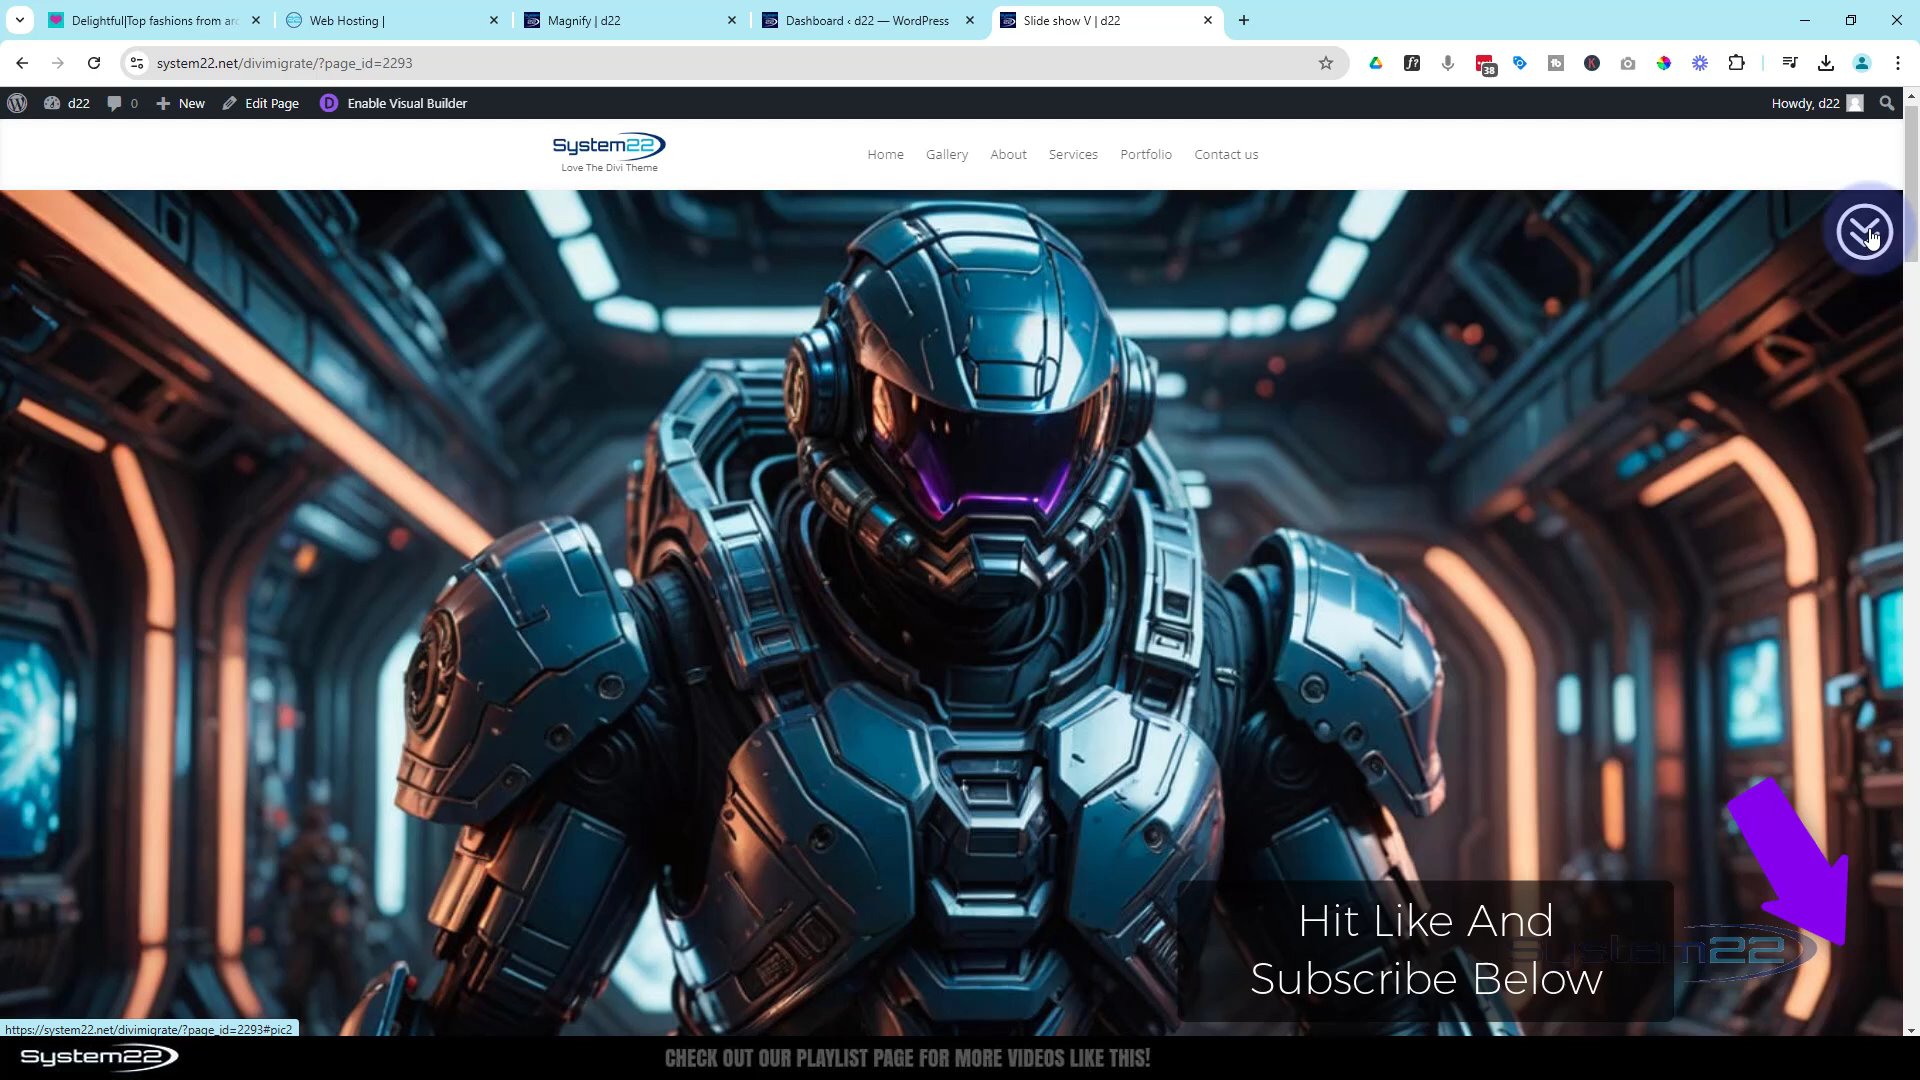 Delightful|Top fashions from arc
Web Hosting |
Magnify | d22
Dashboard ‹ d22 — WordPress
Slide show V | d22
system22.net/divimigrate/?page_id=2293
38
d22
0
New
Edit Page
D
Enable Visual Builder
Howdy, d22
System22
Love The Divi Theme
Home
Gallery
About
Services
Portfolio
Contact us
Hit Like And
Subscribe Below
System22
https://system22.net/divimigrate/?page_id=2293#pic2
System22
CHECK OUT OUR PLAYLIST PAGE FOR MORE VIDEOS LIKE THIS!